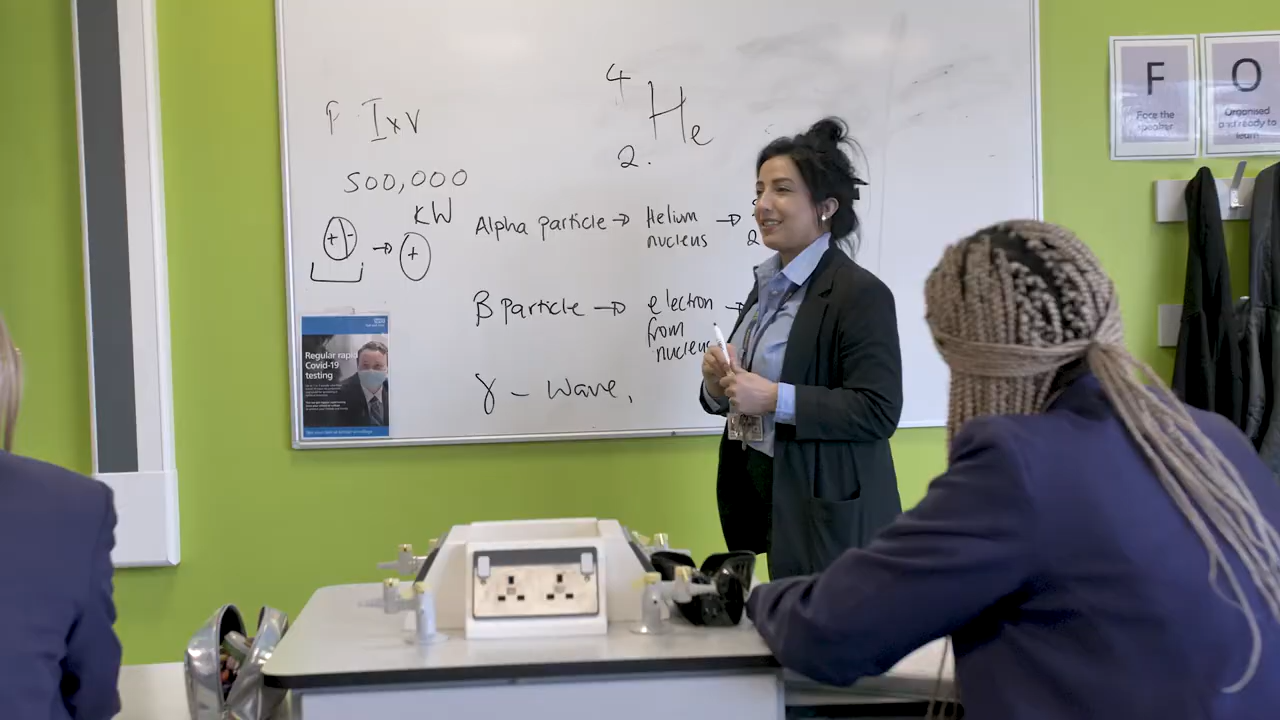 P IxV
500,000
kW
+ - → +
4
He
2.
Alpha particle → Helium →
nucleus
2
β particle → electron →
from
nucleus
γ - wave,
Regular rapid
Covid-19
testing
F
Face the
speaker
O
Organised
and ready to
learn